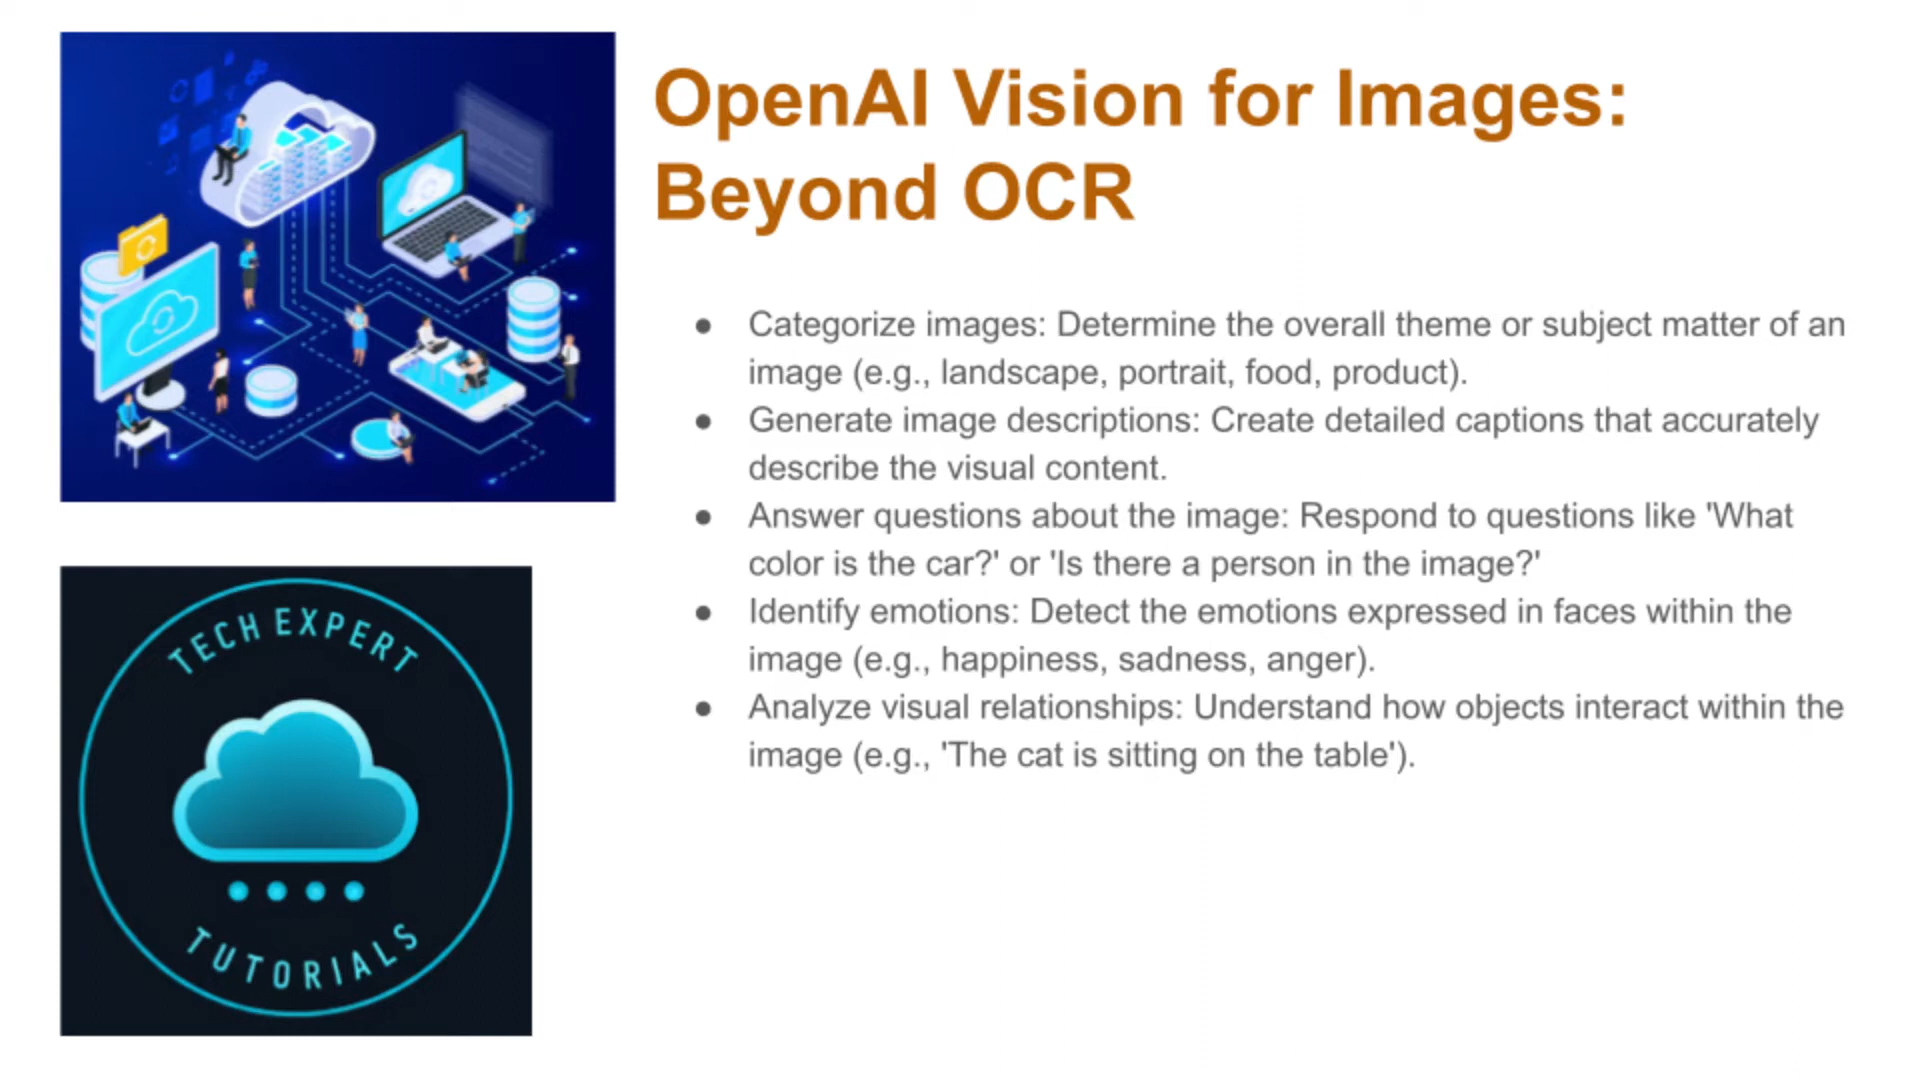 OpenAI Vision for Images:
Beyond OCR
● Categorize images: Determine the overall theme or subject matter of an
image (e.g., landscape, portrait, food, product).
● Generate image descriptions: Create detailed captions that accurately
describe the visual content.
● Answer questions about the image: Respond to questions like 'What
color is the car?' or 'Is there a person in the image?'
● Identify emotions: Detect the emotions expressed in faces within the
image (e.g., happiness, sadness, anger).
● Analyze visual relationships: Understand how objects interact within the
image (e.g., 'The cat is sitting on the table').
TECH EXPERT
TUTORIALS